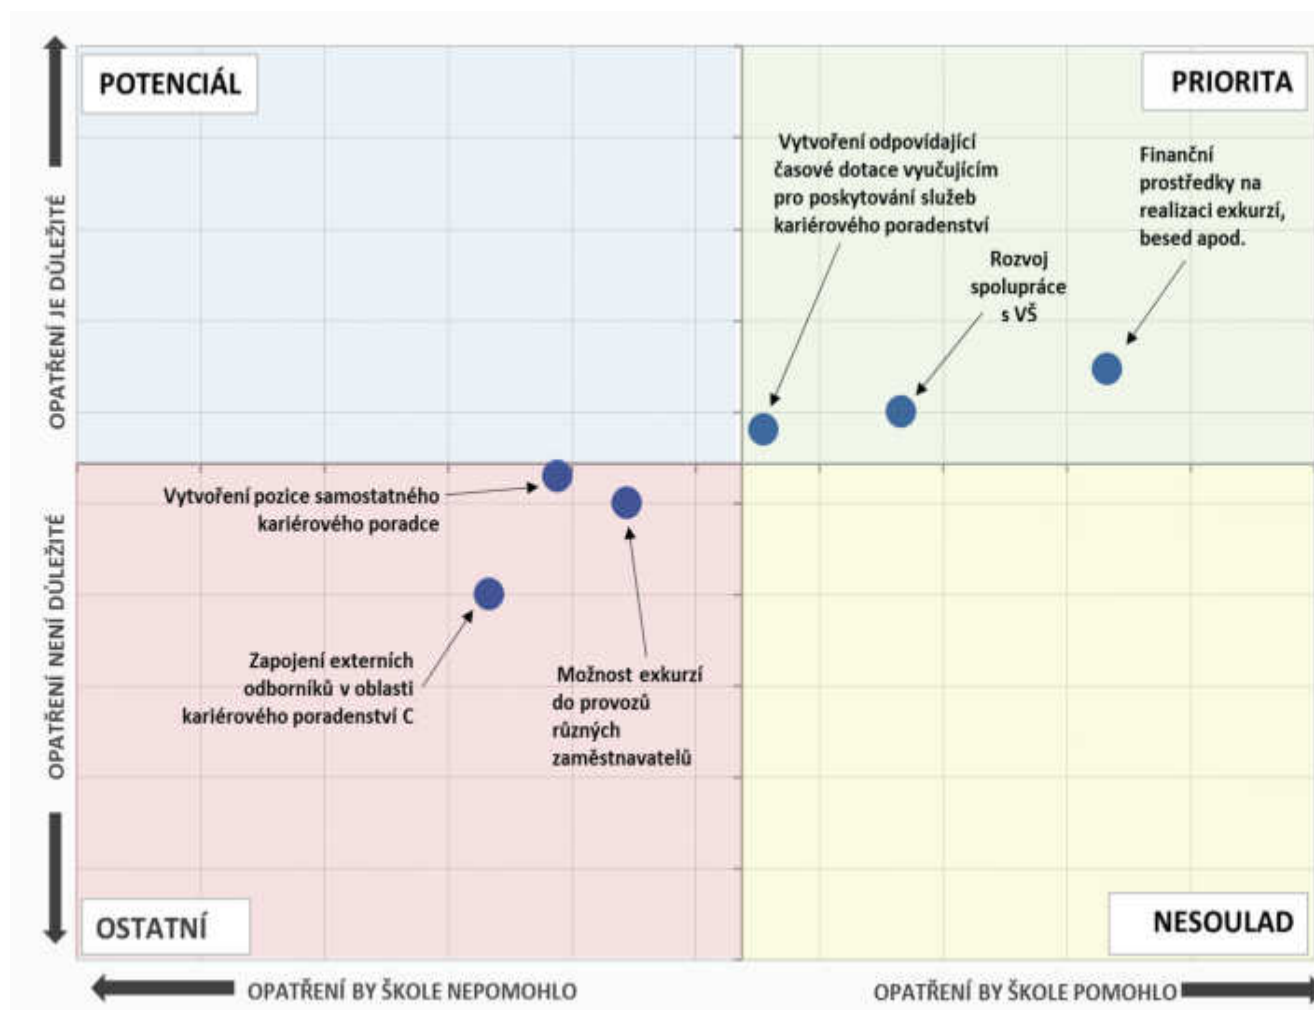 POTENCIÁL
PRIORITA
Vytvoření odpovídající
časové dotace vyučujícím
pro poskytování služeb
kariérového poradenství
Finanční
prostředky na
realizaci exkurzí,
besed apod.
Rozvoj
spolupráce
s VŠ
OPATŘENÍ JE DŮLEŽITÉ
OPATŘENÍ NENÍ DŮLEŽITÉ
Vytvoření pozice samostatného
kariérového poradce
Zapojení externích
odborníků v oblasti
kariérového poradenství C
Možnost exkurzí
do provozů
různých
zaměstnavatelů
OSTATNÍ
NESOULAD
OPATŘENÍ BY ŠKOLE NEPOMOHLO
OPATŘENÍ BY ŠKOLE POMOHLO